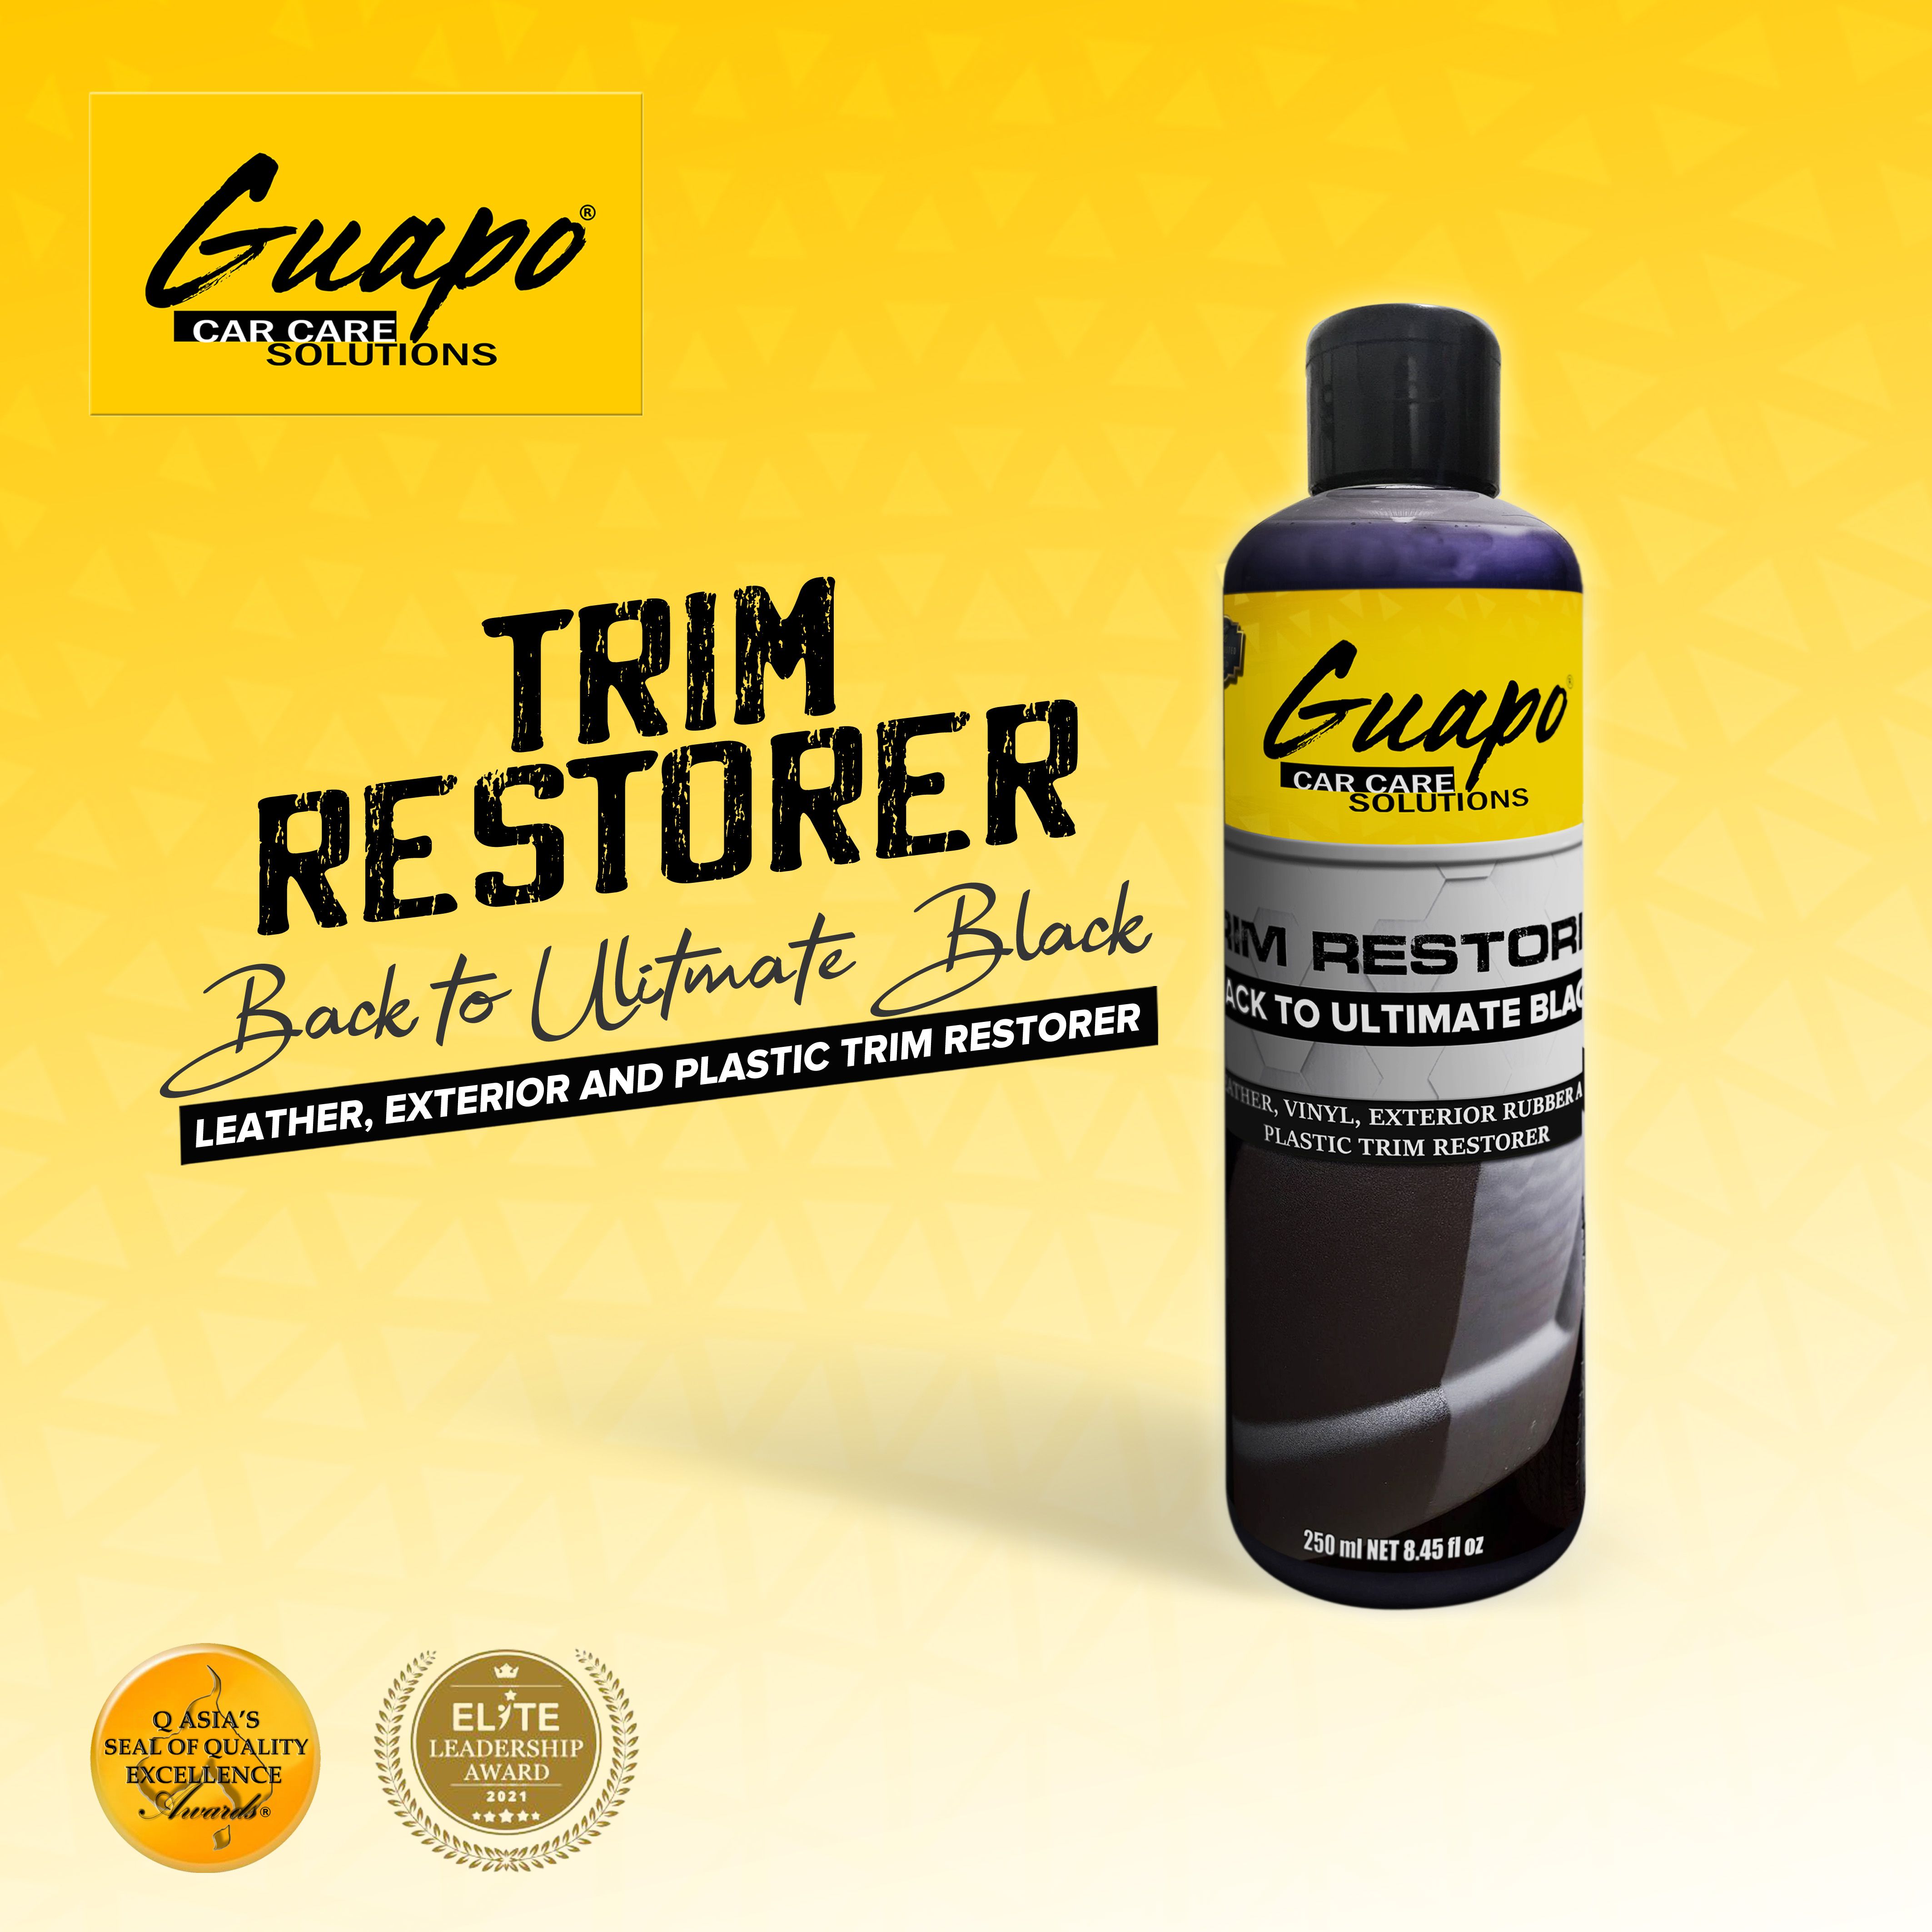 Guapo®
CAR CARE
SOLUTIONS
TRIM
RESTORER
Back to Ulitmate Black
LEATHER, EXTERIOR AND PLASTIC TRIM RESTORER
Guapo®
CAR CARE
SOLUTIONS
RIM RESTOR
ACK TO ULTIMATE BLAC
ATHER, VINYL, EXTERIOR RUBBER A
PLASTIC TRIM RESTORER
250 ml NET 8.45 fl oz
Q ASIA'S
SEAL OF QUALITY
EXCELLENCE
Awards®
ELITE
LEADERSHIP
AWARD
2021